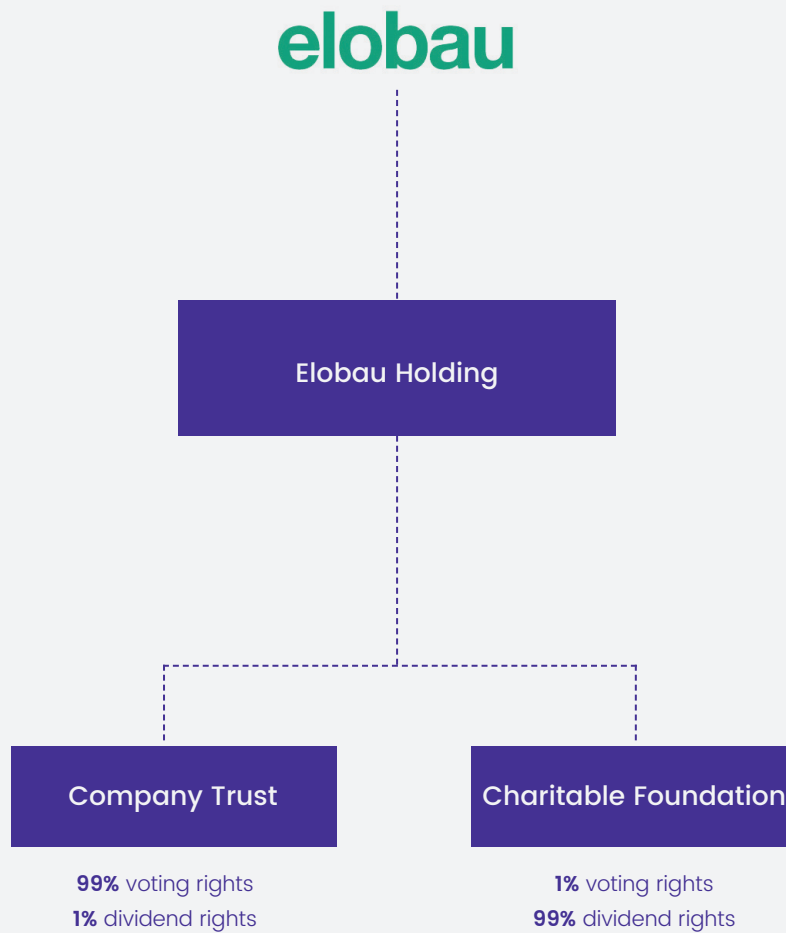 elobau
Elobau Holding
Company Trust
99% voting rights
1% dividend rights
Charitable Foundation
1% voting rights
99% dividend rights